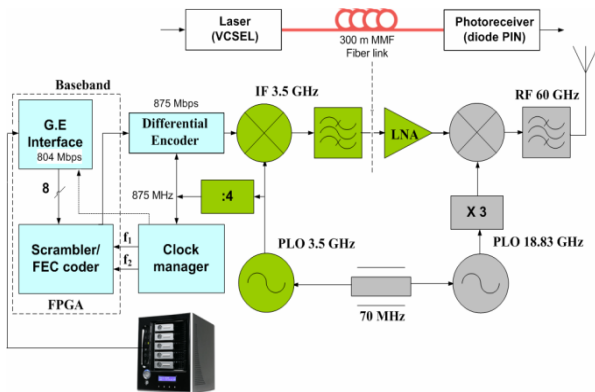 Laser
(VCSEL)
300 m MMF
Fiber link
Photoreceiver
(diode PIN)
Baseband
875 Mbps
IF 3.5 GHz
RF 60 GHz
G.E
Interface
804 Mbps
Differential
Encoder
LNA
8
875 MHz
:4
X 3
Scrambler/
FEC coder
f1
f2
Clock
manager
PLO 3.5 GHz
PLO 18.83 GHz
FPGA
70 MHz